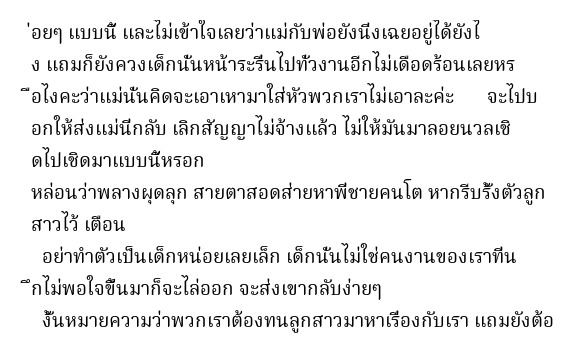 ่อยๆ แบบนี้ และไม่เข้าใจเลยว่าแม่กับพ่อยังนิ่งเฉยอยู่ได้ยังไ
ง แถมก็ยังควงเด็กนั่นหน้าระรื่นไปทั่วงานอีกไม่เดือดร้อนเลยหร
ือไงคะว่าแม่นั่นคิดจะเอาเหามาใส่หัวพวกเราไม่เอาละค่ะ จะไปบ
อกให้ส่งแม่นี่กลับ เลิกสัญญาไม่จ้างแล้ว ไม่ให้มันมาลอยนวลเชิ
ดไปเชิดมาแบบนี้หรอก
หล่อนว่าพลางผุดลุก สายตาสอดส่ายหาพี่ชายคนโต หากรีบรั้งตัวลูก
สาวไว้ เตือน
อย่าทำตัวเป็นเด็กหน่อยเลยเล็ก เด็กนั่นไม่ใช่คนงานของเราที่น
ึกไม่พอใจขึ้นมาก็จะไล่ออก จะส่งเขากลับง่ายๆ
งั้นหมายความว่าพวกเราต้องทนลูกสาวมาหาเรื่องกับเรา แถมยังต้อ